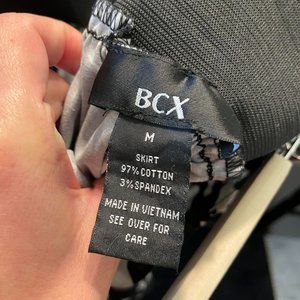 BCX
M
SKIRT
97% COTTON
3% SPANDEX
MADE IN VIETNAM
SEE OVER FOR
CARE